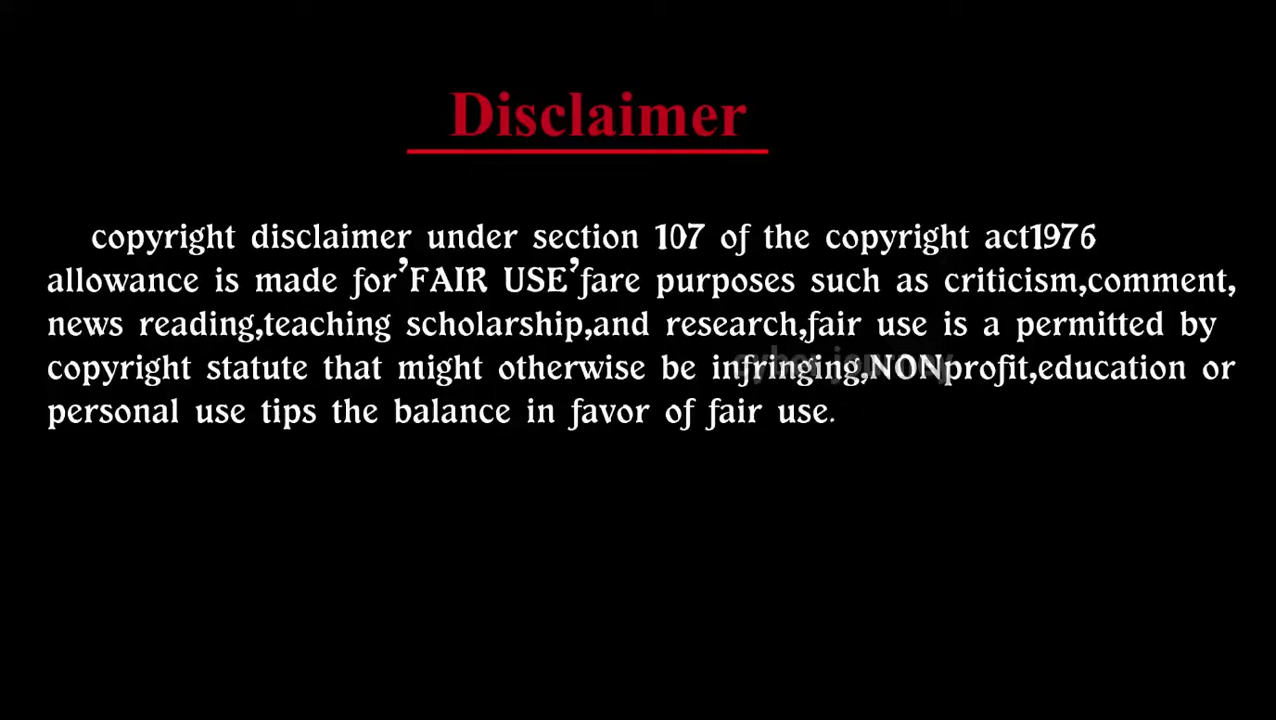 Disclaimer
copyright disclaimer under section 107 of the copyright act1976
allowance is made for’FAIR USE’fare purposes such as criticism,comment,
news reading,teaching scholarship,and research,fair use is a permitted by
copyright statute that might otherwise be infringing,NONprofit,education or
personal use tips the balance in favor of fair use.